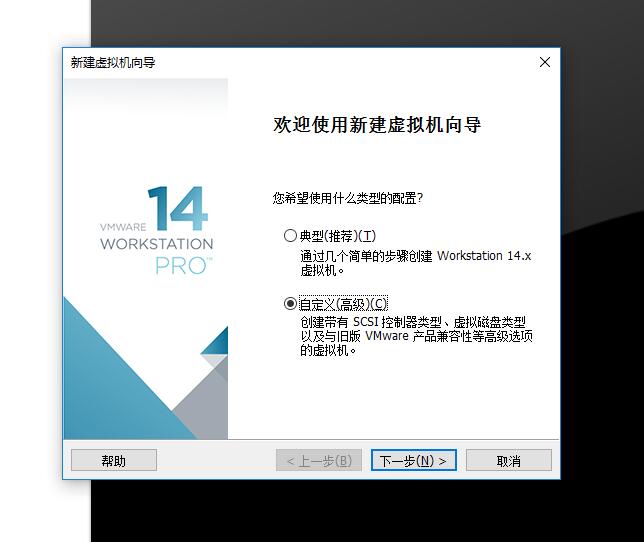 新建虚拟机向导
欢迎使用新建虚拟机向导
您希望使用什么类型的配置?
典型(推荐)(T)
通过几个简单的步骤创建 Workstation 14.x
虚拟机。
自定义(高级)(C)
创建带有 SCSI 控制器类型、虚拟磁盘类型
以及与旧版 VMware 产品兼容性等高级选项
的虚拟机。
VMWARE 14
WORKSTATION
PRO™
帮助
< 上一步(B)
下一步(N) >
取消